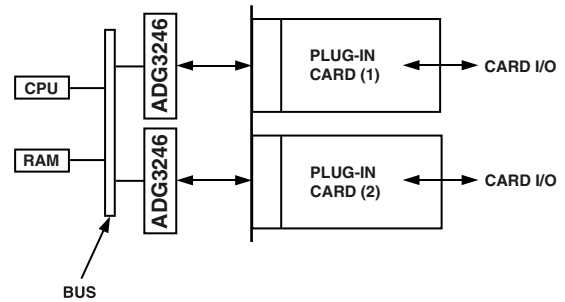 CPU
RAM
BUS
ADG3246
ADG3246
PLUG-IN
CARD (1)
CARD I/O
PLUG-IN
CARD (2)
CARD I/O